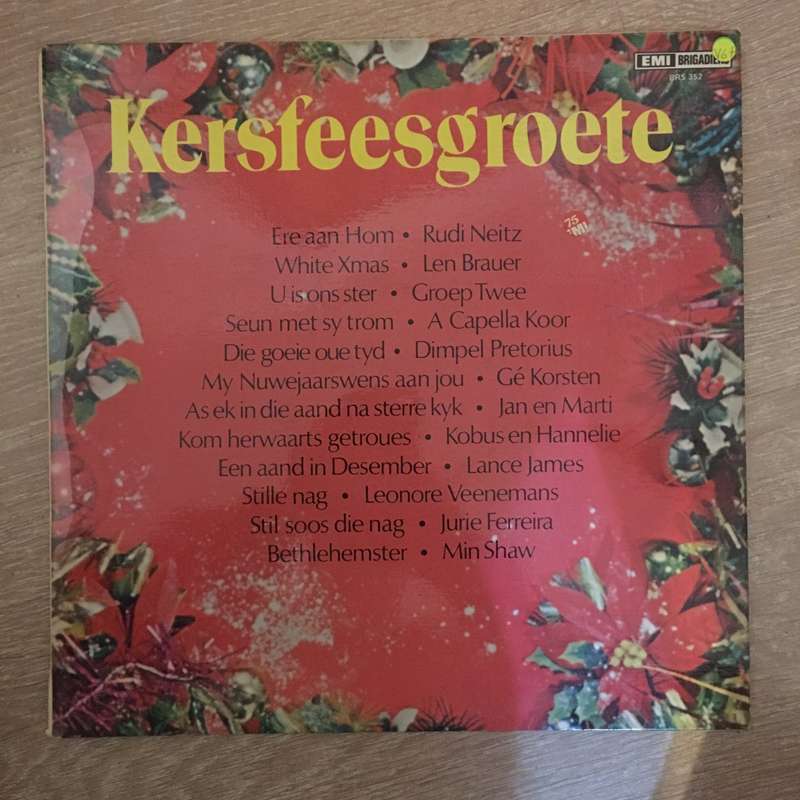 EMI BRIGADIERS
BRS 352
Kersfeesgroete
75
EMI
Ere aan Hom • Rudi Neitz
White Xmas • Len Brauer
U is ons ster • Groep Twee
Seun met sy trom • A Capella Koor
Die goeie oue tyd • Dimpel Pretorius
My Nuwejaarswens aan jou • Gé Korsten
As ek in die aand na sterre kyk • Jan en Marti
Kom herwaarts getroues • Kobus en Hannelie
Een aand in Desember • Lance James
Stille nag • Leonore Veenemans
Stil soos die nag • Jurie Ferreira
Bethlehemster • Min Shaw